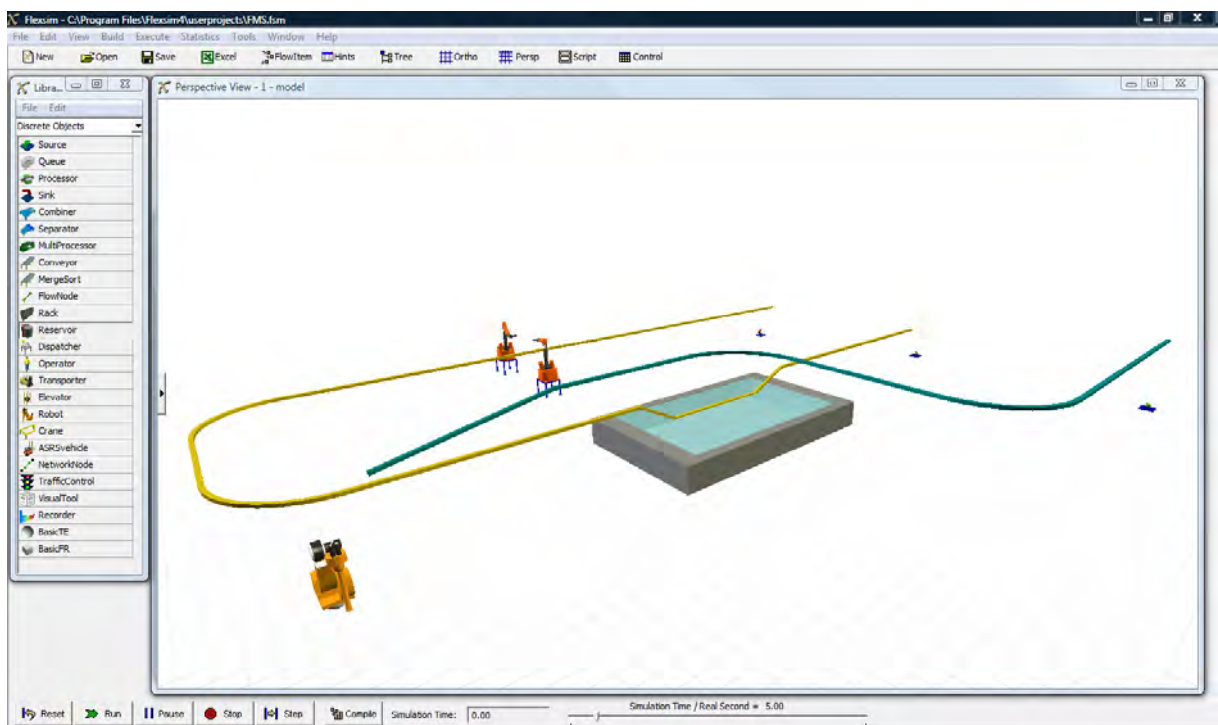 Flexsim - C:\Program Files\Flexsim4\userprojects\FMS.fsm
File Edit View Build Execute Statistics Tools Window Help
New Open Save Excel FlowItem Hints Tree Ortho Persp Script Control
Libra...
Perspective View - 1 - model
File Edit
Discrete Objects
Source
Queue
Processor
Sink
Combiner
Separator
MultiProcessor
Conveyor
MergeSort
FlowNode
Rack
Reservoir
Dispatcher
Operator
Transporter
Elevator
Robot
Crane
ASRSvehicle
NetworkNode
TrafficControl
VisualTool
Recorder
BasicTE
BasicFR
Reset Run Pause Stop Step Compile Simulation Time: 0.00 Simulation Time / Real Second = 5.00